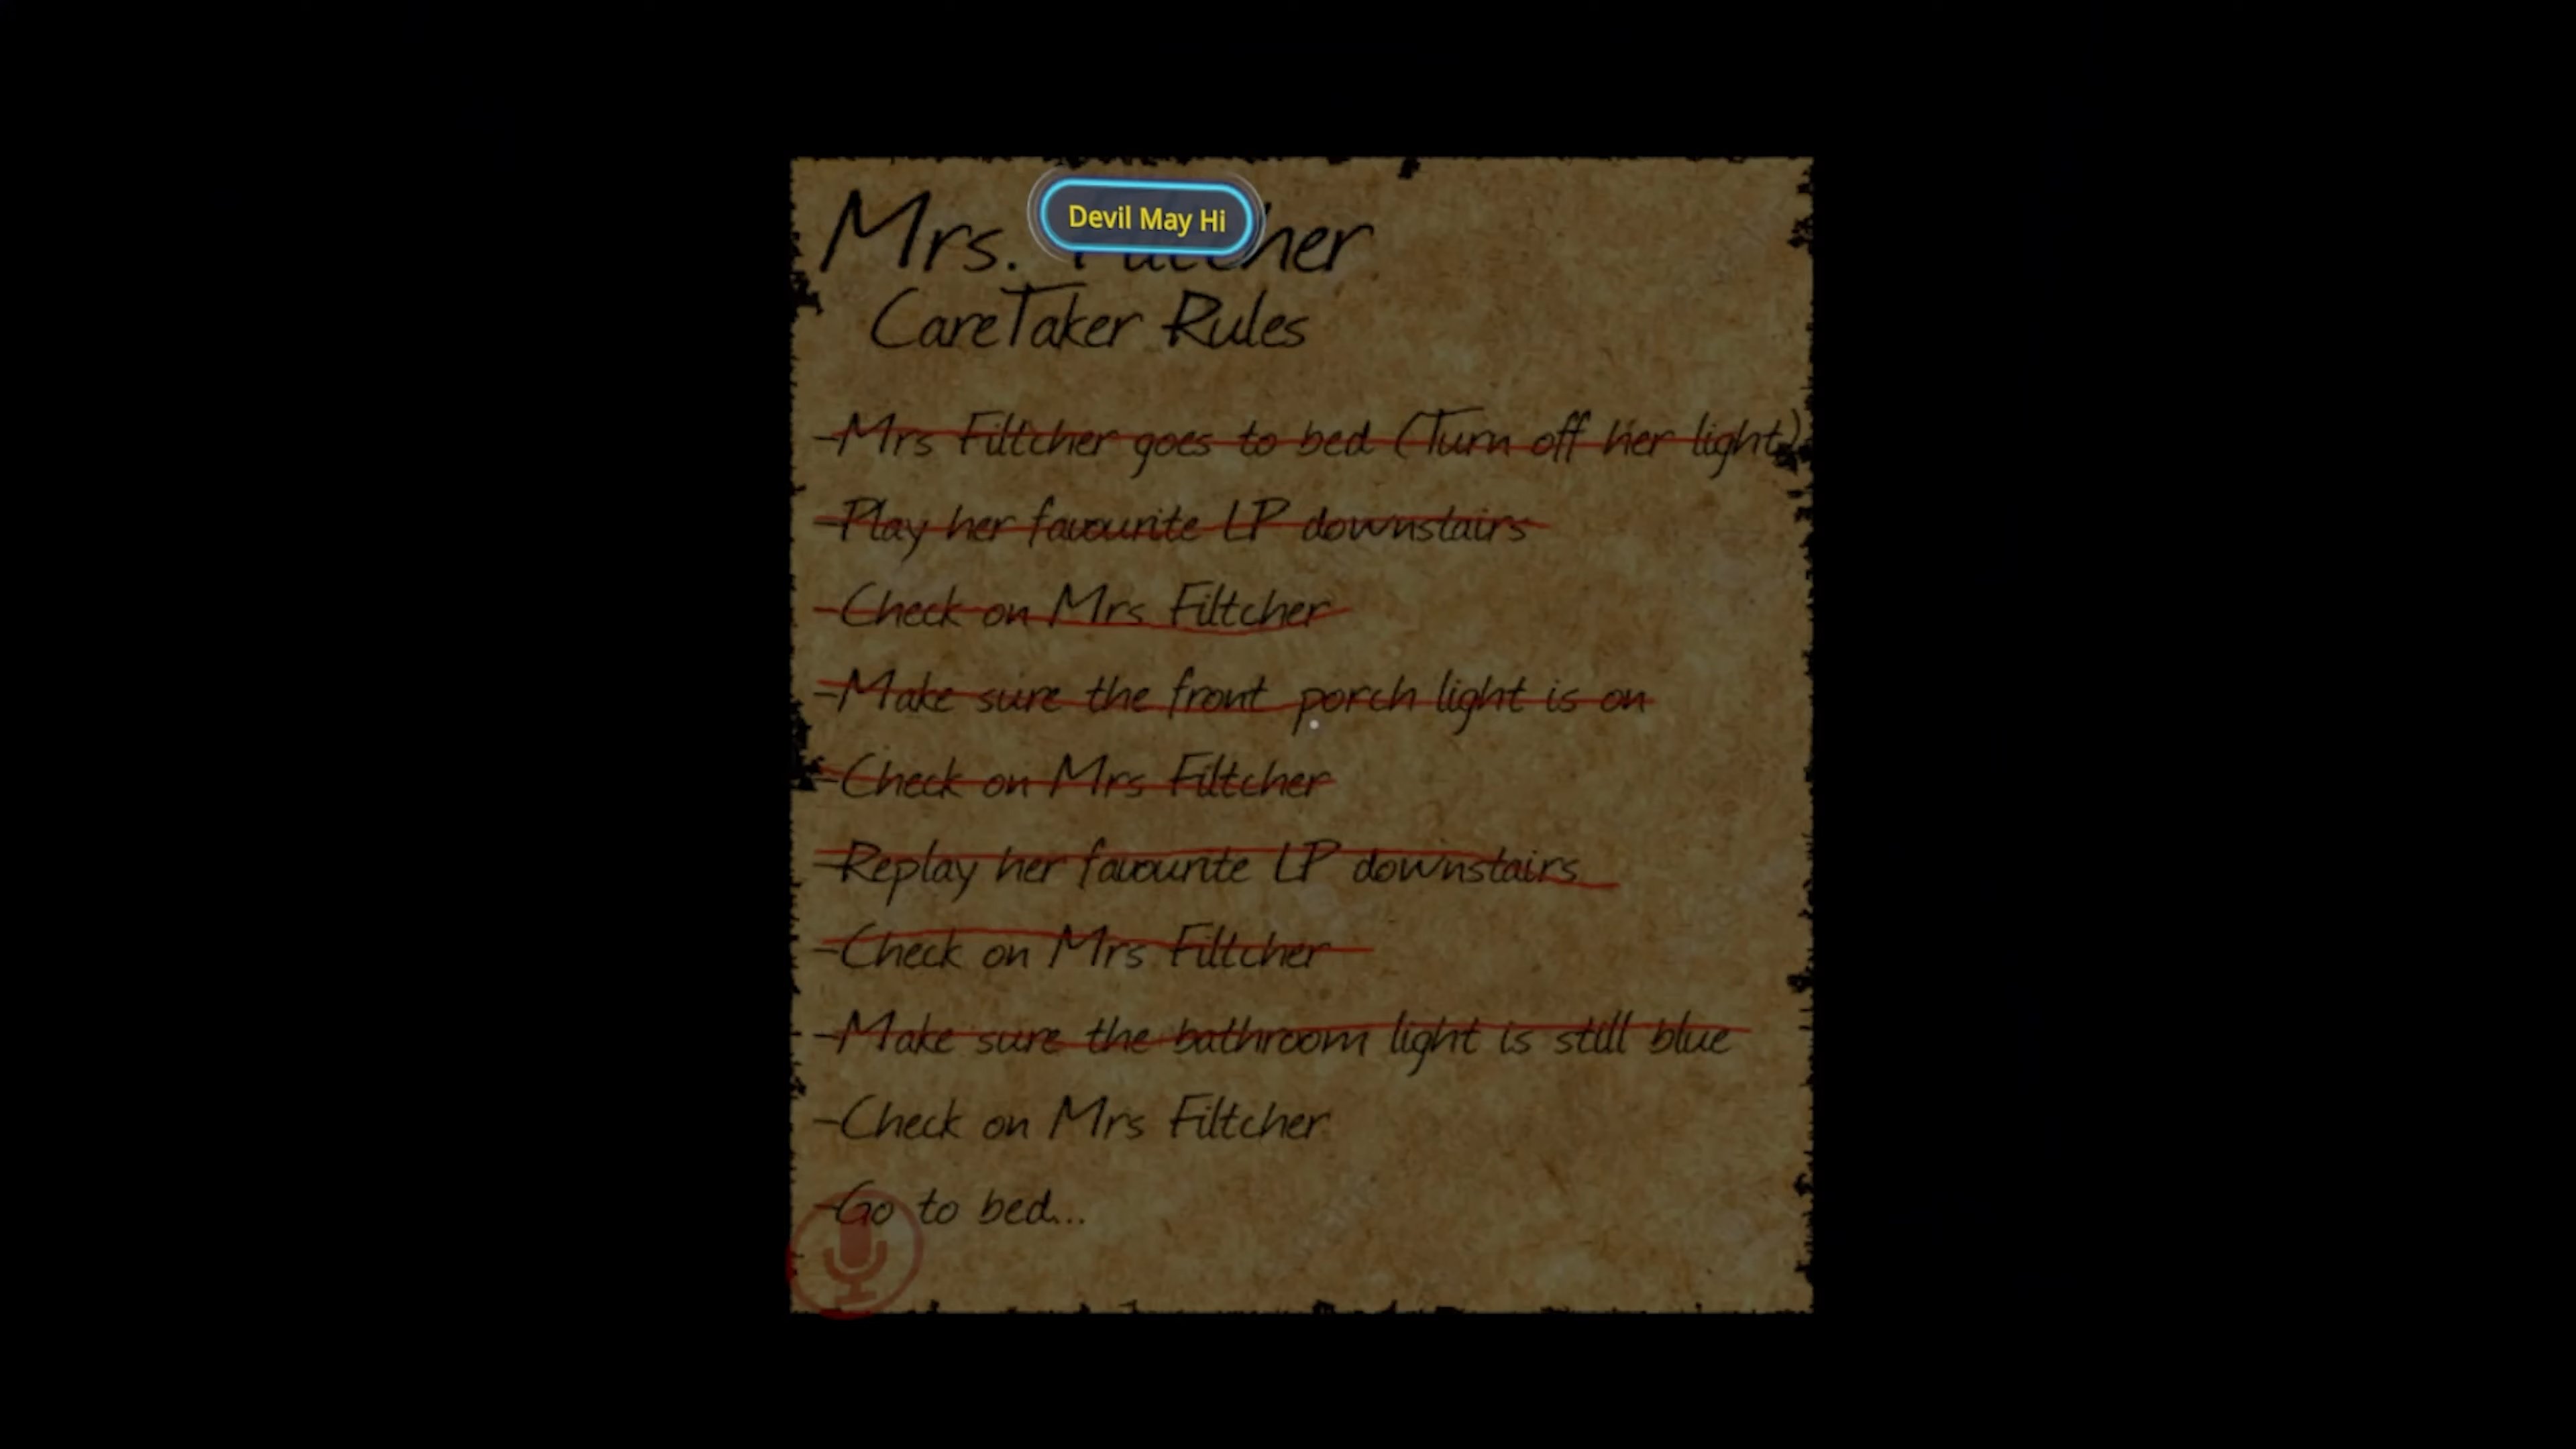 Devil May Hi
Mrs. her
CareTaker Rules
-Mrs Filtcher goes to bed (Turn off her light)
-Play her favourite LP downstairs
-Check on Mrs Filtcher
-Make sure the front porch light is on
-Check on Mrs Filtcher
-Replay her favourite LP downstairs
-Check on Mrs Filtcher
-Make sure the bathroom light is still blue
-Check on Mrs Filtcher
-Go to bed...